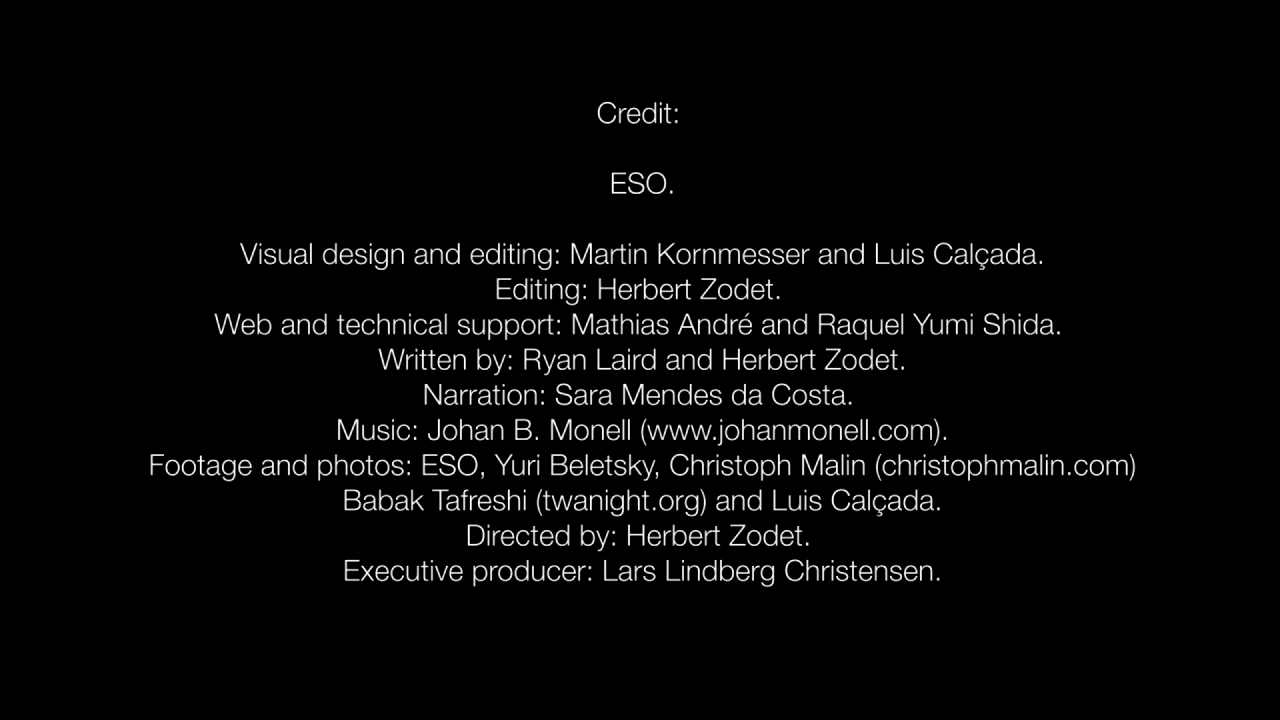 Credit:
ESO.
Visual design and editing: Martin Kornmesser and Luis Calçada.
Editing: Herbert Zodet.
Web and technical support: Mathias André and Raquel Yumi Shida.
Written by: Ryan Laird and Herbert Zodet.
Narration: Sara Mendes da Costa.
Music: Johan B. Monell (www.johanmonell.com).
Footage and photos: ESO, Yuri Beletsky, Christoph Malin (christophmalin.com)
Babak Tafreshi (twanight.org) and Luis Calçada.
Directed by: Herbert Zodet.
Executive producer: Lars Lindberg Christensen.